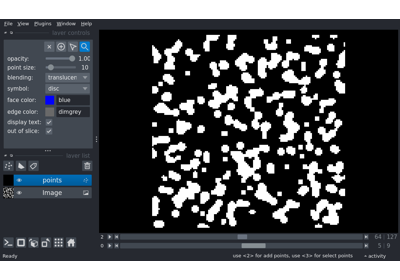 File View Plugins Window Help
layer controls
opacity: 1.00
point size: 10
blending: translucen
symbol: disc
face color: blue
edge color: dimgrey
display text:
out of slice:
layer list
points
Image
2 64 127
0 5 9
Ready use <2> for add points, use <3> for select points activity